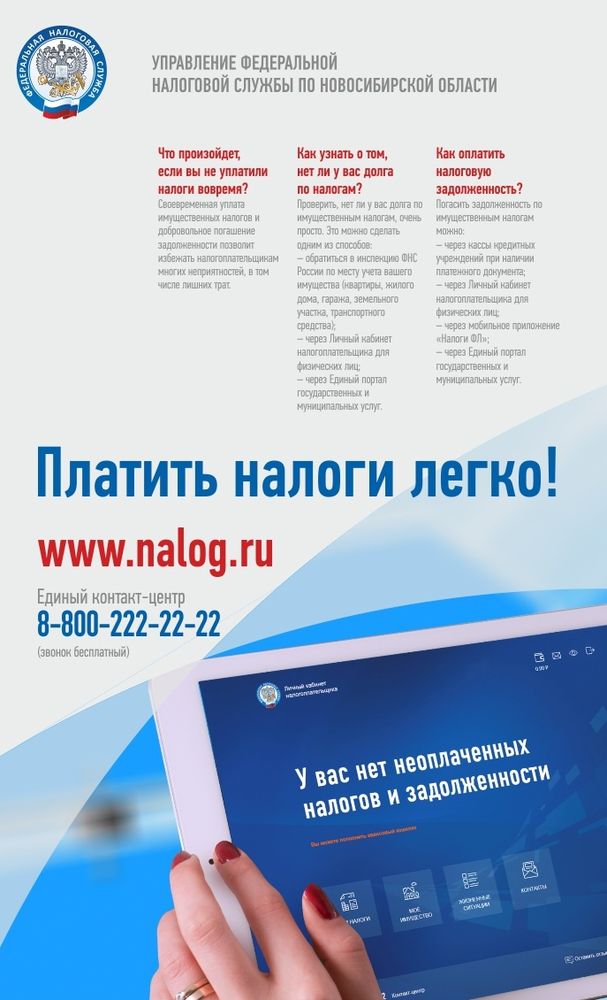 ФЕДЕРАЛЬНАЯ НАЛОГОВАЯ СЛУЖБА
УПРАВЛЕНИЕ ФЕДЕРАЛЬНОЙ
НАЛОГОВОЙ СЛУЖБЫ ПО НОВОСИБИРСКОЙ ОБЛАСТИ
Что произойдет,
если вы не уплатили
налоги вовремя?
Своевременная уплата
имущественных налогов и
добровольное погашение
задолженности позволит
избежать налогоплательщикам
многих неприятностей, в том
числе лишних трат.
Как узнать о том,
нет ли у вас долга
по налогам?
Проверить, нет ли у вас долга по
имущественным налогам, очень
просто. Это можно сделать
одним из способов:
– обратиться в инспекцию ФНС
России по месту учета вашего
имущества (квартиры, жилого
дома, гаража, земельного
участка, транспортного
средства);
– через Личный кабинет
налогоплательщика для
физических лиц;
– через Единый портал
государственных и
муниципальных услуг.
Как оплатить
налоговую
задолженность?
Погасить задолженность по
имущественным налогам
можно:
– через кассы кредитных
учреждений при наличии
платежного документа;
– через Личный кабинет
налогоплательщика для
физических лиц;
– через мобильное приложение
«Налоги ФЛ»;
– через Единый портал
государственных и
муниципальных услуг.
Платить налоги легко!
www.nalog.ru
Единый контакт-центр
8-800-222-22-22
(звонок бесплатный)
0.00 ₽
Личный кабинет
налогоплательщика
У вас нет неоплаченных
налогов и задолженности
Вы можете пополнить авансовый кошелек
НАЛОГИ
МОЁ
ИМУЩЕСТВО
ЖИЗНЕННЫЕ
СИТУАЦИИ
КОНТАКТЫ
Оставить отзы
Контакт-центр